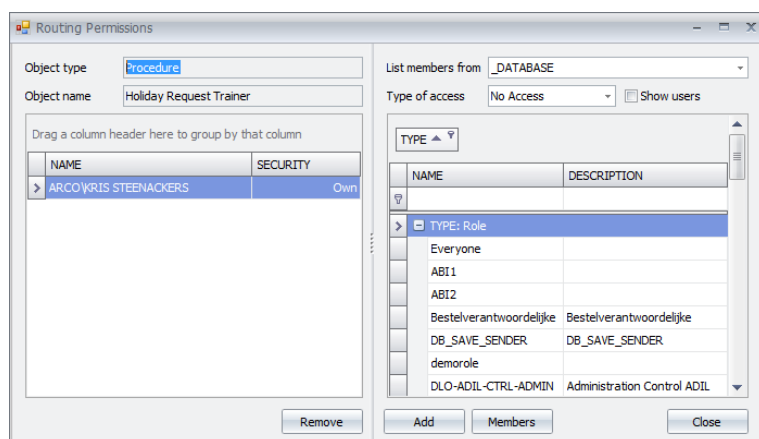 Routing Permissions
Object type Procedure
Object name Holiday Request Trainer
Drag a column header here to group by that column
NAME SECURITY
ARCO\KRIS STEENACKERS Own
Remove
List members from _DATABASE
Type of access No Access Show users
TYPE
NAME DESCRIPTION
TYPE: Role
Everyone
ABI1
ABI2
Bestelverantwoordelijke Bestelverantwoordelijke
DB_SAVE_SENDER DB_SAVE_SENDER
demorole
DLO-ADIL-CTRL-ADMIN Administration Control ADIL
Add Members Close